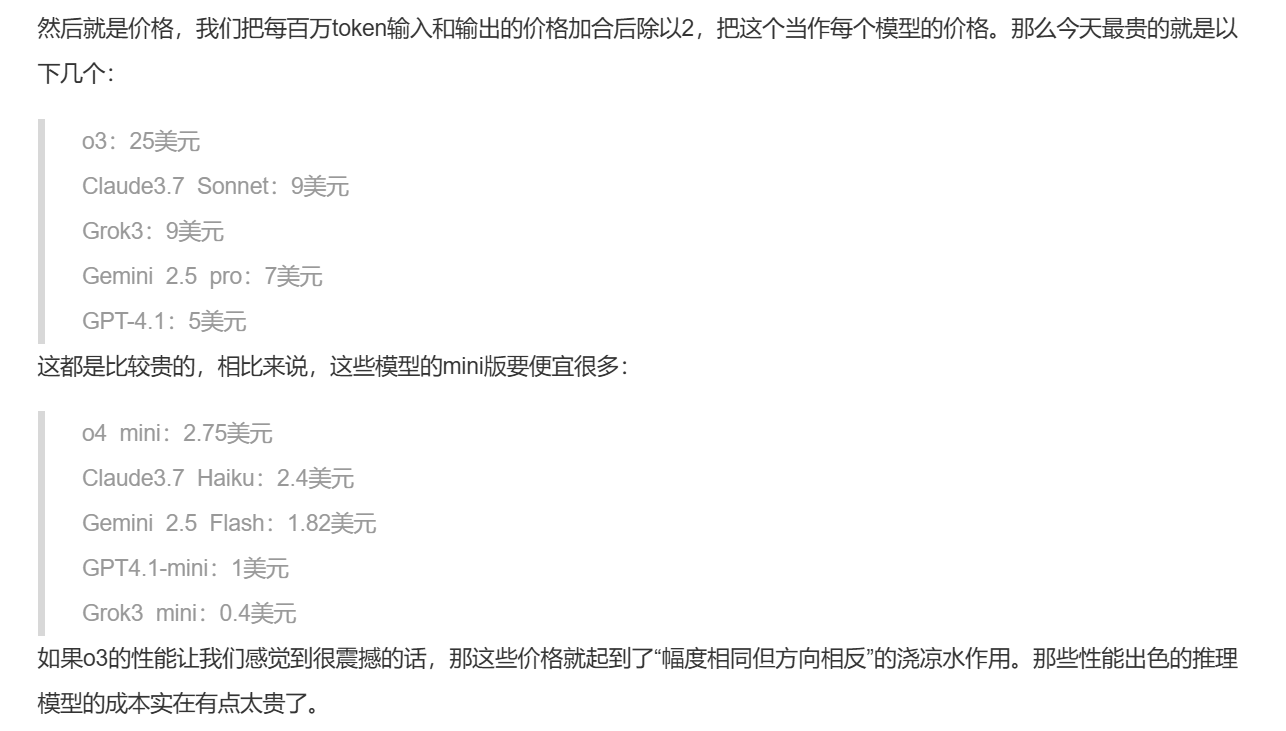 然后就是价格，我们把每百万token输入和输出的价格加合后除以2，把这个当作每个模型的价格。那么今天最贵的就是以
下几个：
o3：25美元
Claude3.7 Sonnet：9美元
Grok3：9美元
Gemini 2.5 pro：7美元
GPT-4.1：5美元
这都是比较贵的，相比来说，这些模型的mini版要便宜很多：
o4 mini：2.75美元
Claude3.7 Haiku：2.4美元
Gemini 2.5 Flash：1.82美元
GPT4.1-mini：1美元
Grok3 mini：0.4美元
如果o3的性能让我们感觉到很震撼的话，那这些价格就起到了“幅度相同但方向相反”的浇凉水作用。那些性能出色的推理
模型的成本实在有点太贵了。